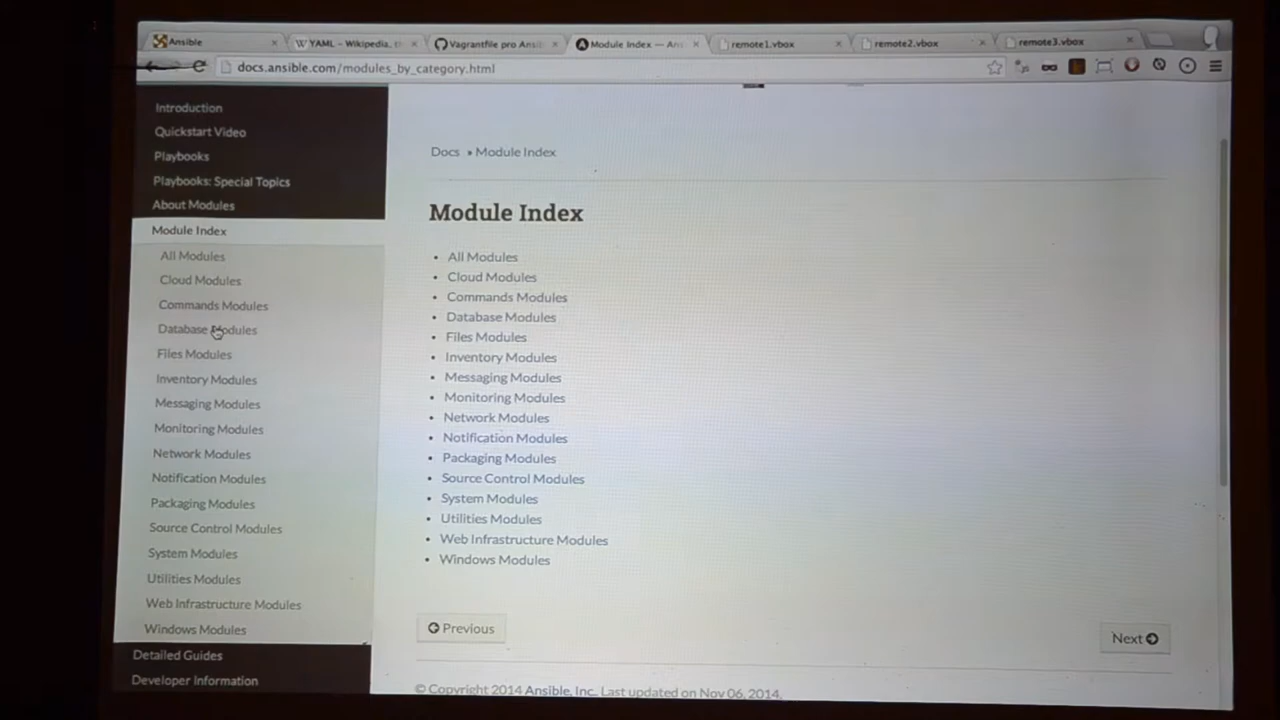 Ansible
YAML – Wikipedia, t
Vagrantfile pro Ansi
Module Index — An
remote1.vbox
remote2.vbox
remote3.vbox
docs.ansible.com/modules_by_category.html
Introduction
Quickstart Video
Playbooks
Playbooks: Special Topics
About Modules
Module Index
All Modules
Cloud Modules
Commands Modules
Database Modules
Files Modules
Inventory Modules
Messaging Modules
Monitoring Modules
Network Modules
Notification Modules
Packaging Modules
Source Control Modules
System Modules
Utilities Modules
Web Infrastructure Modules
Windows Modules
Detailed Guides
Developer Information
Docs » Module Index
Module Index
• All Modules
• Cloud Modules
• Commands Modules
• Database Modules
• Files Modules
• Inventory Modules
• Messaging Modules
• Monitoring Modules
• Network Modules
• Notification Modules
• Packaging Modules
• Source Control Modules
• System Modules
• Utilities Modules
• Web Infrastructure Modules
• Windows Modules
Previous
Next
© Copyright 2014 Ansible, Inc. Last updated on Nov 06, 2014.